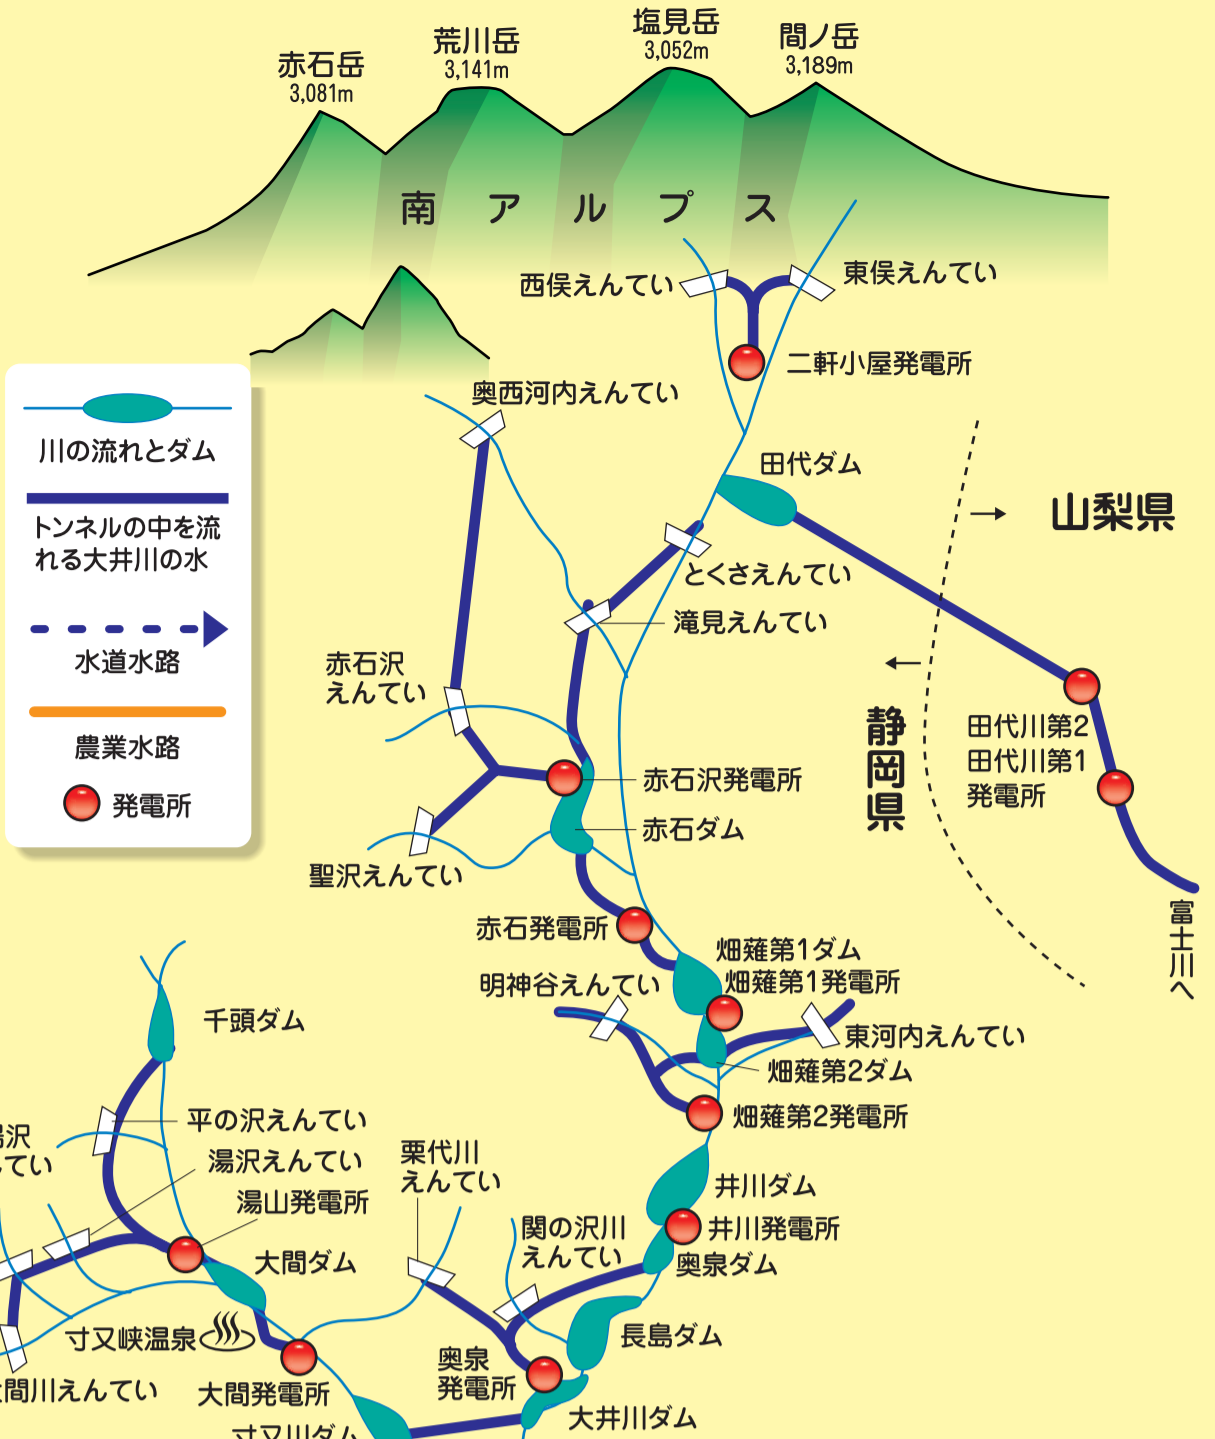 赤石岳
3,081m
荒川岳
3,141m
塩見岳
3,052m
間ノ岳
3,189m
南アルプス
西俣えんてい
東俣えんてい
二軒小屋発電所
川の流れとダム
トンネルの中を流
れる大井川の水
水道水路
農業水路
発電所
奥西河内えんてい
田代ダム
山梨県
とくさえんてい
滝見えんてい
赤石沢
えんてい
静岡県
田代川第2
田代川第1
発電所
赤石沢発電所
赤石ダム
聖沢えんてい
富士川へ
赤石発電所
畑薙第1ダム
畑薙第1発電所
明神谷えんてい
東河内えんてい
畑薙第2ダム
畑薙第2発電所
千頭ダム
平の沢えんてい
沢
てい
湯沢えんてい
湯山発電所
大間ダム
栗代川
えんてい
井川ダム
井川発電所
関の沢川
えんてい
奥泉ダム
寸又峡温泉
長島ダム
間川えんてい
大間発電所
奥泉
発電所
大井川ダム
寸又川ダム